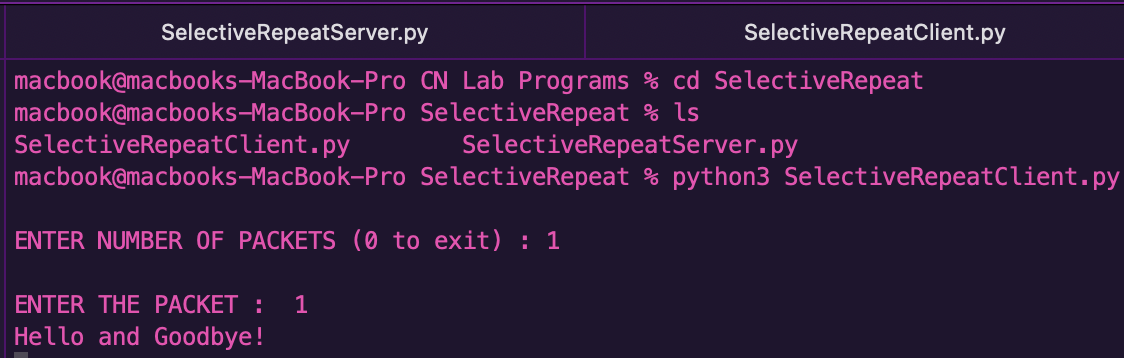 SelectiveRepeatServer.py SelectiveRepeatClient.py
macbook@macbooks-MacBook-Pro CN Lab Programs % cd SelectiveRepeat
macbook@macbooks-MacBook-Pro SelectiveRepeat % ls
SelectiveRepeatClient.py SelectiveRepeatServer.py
macbook@macbooks-MacBook-Pro SelectiveRepeat % python3 SelectiveRepeatClient.py
ENTER NUMBER OF PACKETS (0 to exit) : 1
ENTER THE PACKET : 1
Hello and Goodbye!